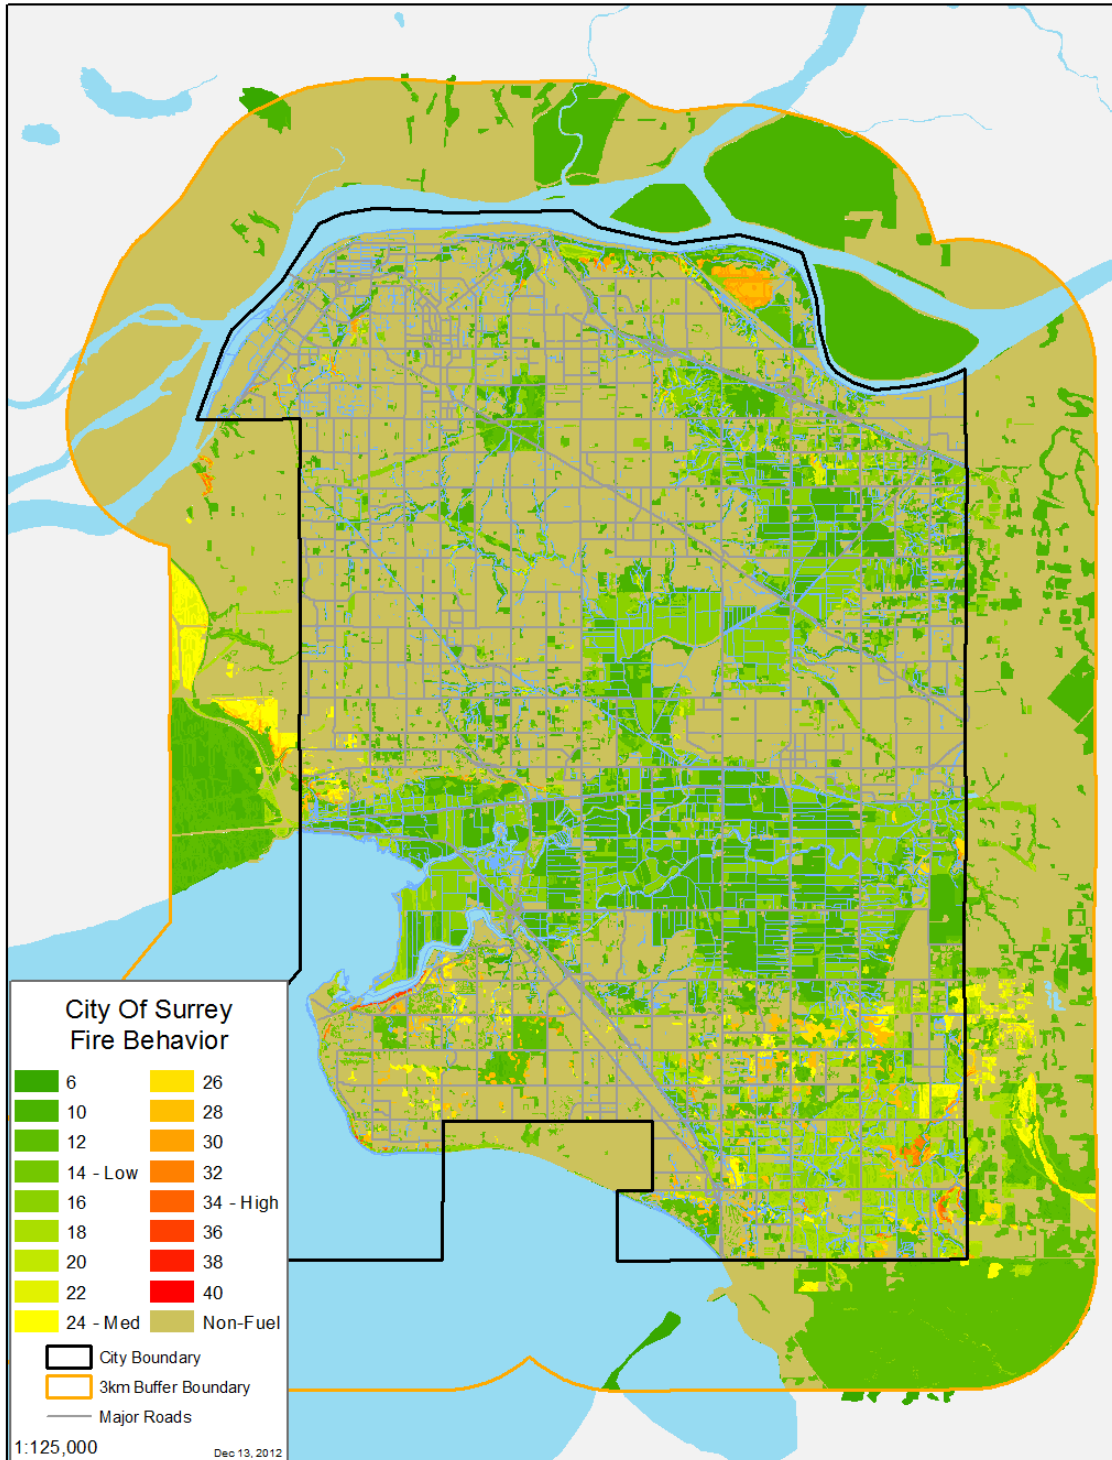 City Of Surrey
Fire Behavior
6
10
12
14 - Low
16
18
20
22
24 - Med
26
28
30
32
34 - High
36
38
40
Non-Fuel
City Boundary
3km Buffer Boundary
Major Roads
1:125,000
Dec 13, 2012